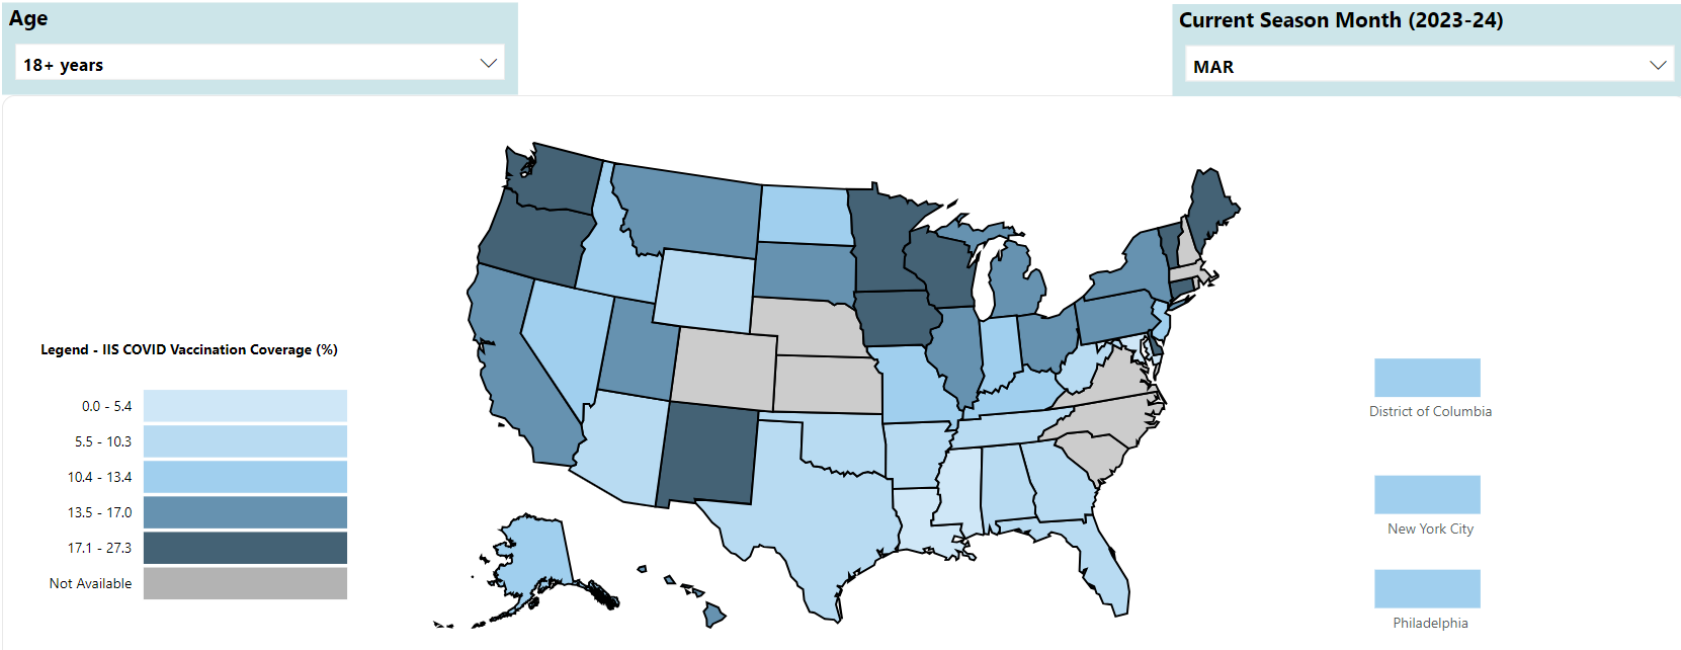 Age
18+ years
Current Season Month (2023-24)
MAR
Legend - IIS COVID Vaccination Coverage (%)
0.0 - 5.4
5.5 - 10.3
10.4 - 13.4
13.5 - 17.0
17.1 - 27.3
Not Available
District of Columbia
New York City
Philadelphia